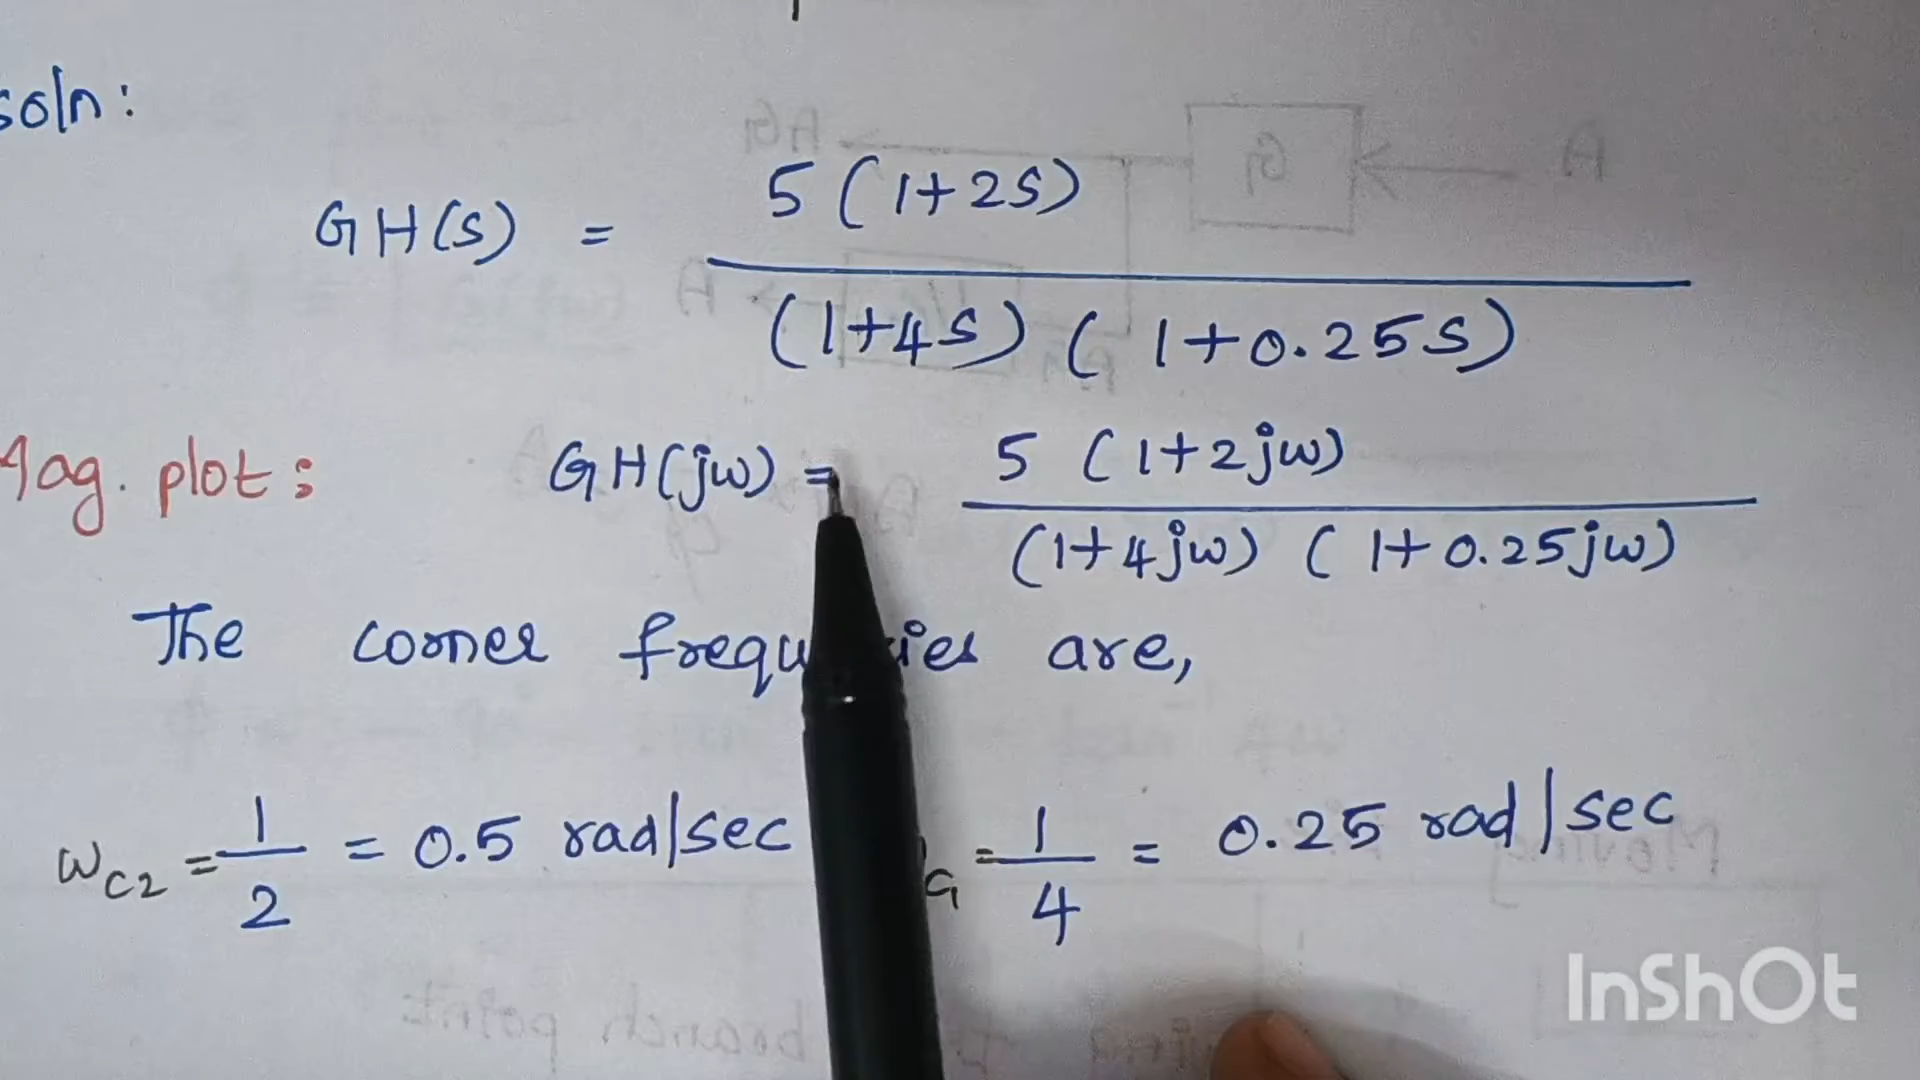 soln:
GH(s) = 5(1+2s) / (1+4s)(1+0.25s)
Mag. plot: GH(jω) = 5(1+2jω) / (1+4jω)(1+0.25jω)
The corner are,
ωc2 = 1/2 = 0.5 rad/sec = 1/4 = 0.25 rad/sec
InShOt